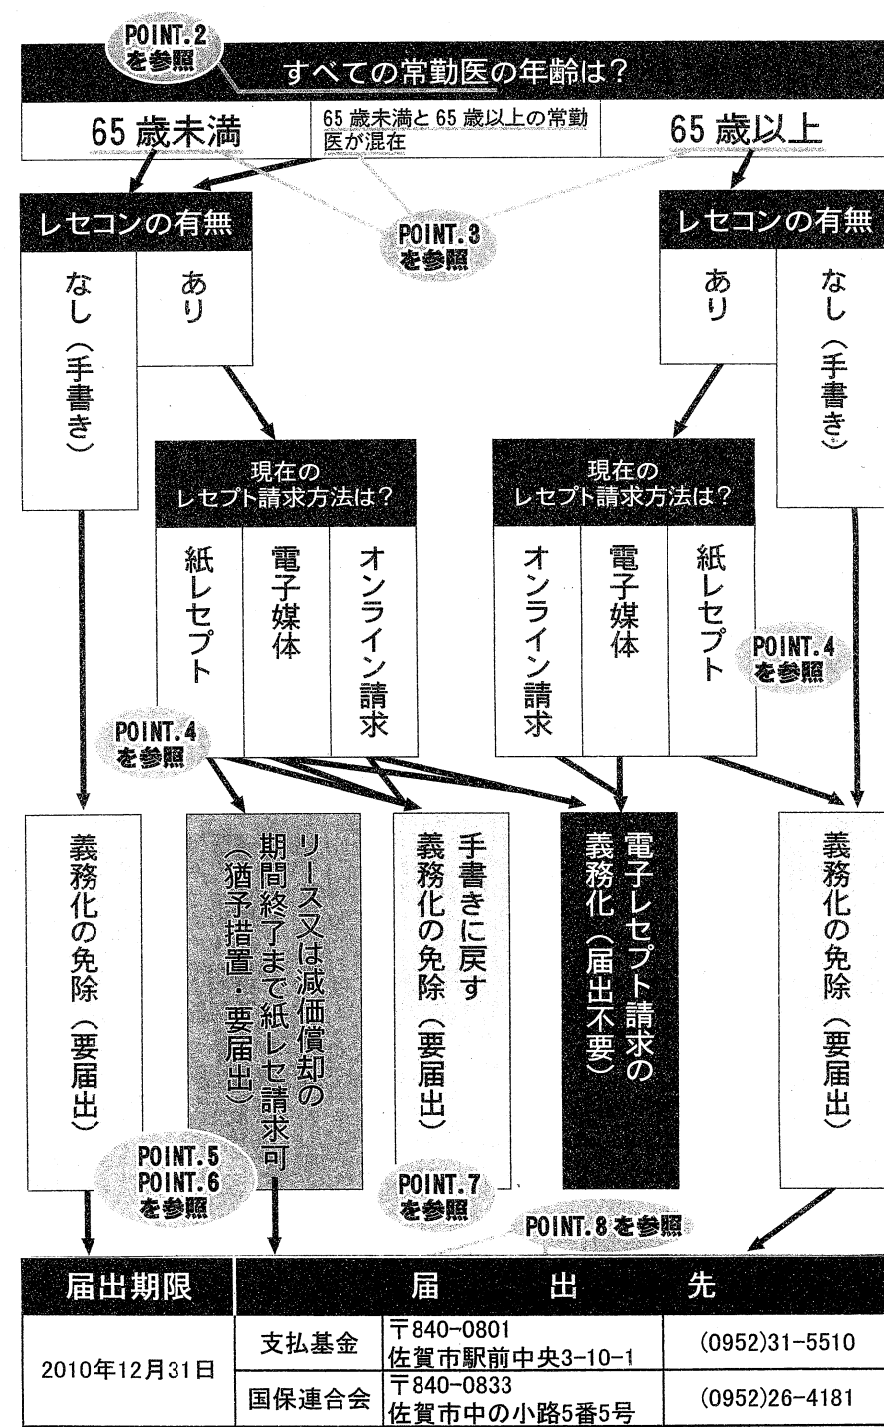 POINT.2
を参照
すべての常勤医の年齢は？
65歳未満
65歳未満と65歳以上の常勤
医が混在
65歳以上
レセコンの有無
なし（手書き）
あり
POINT.3
を参照
レセコンの有無
あり
なし（手書き）
現在の
レセプト請求方法は？
紙レセプト
電子媒体
オンライン請求
現在の
レセプト請求方法は？
オンライン請求
電子媒体
紙レセプト
POINT.4
を参照
POINT.4
を参照
義務化の免除（要届出）
リース又は減価償却の
期間終了まで紙レセ請求可
（猶予措置・要届出）
手書きに戻す
義務化の免除（要届出）
電子レセプト請求の
義務化（届出不要）
義務化の免除（要届出）
POINT.5
POINT.6
を参照
POINT.7
を参照
POINT.8を参照
届出期限
届出先
2010年12月31日
支払基金
〒840-0801
佐賀市駅前中央3-10-1
(0952)31-5510
国保連合会
〒840-0833
佐賀市中の小路5番5号
(0952)26-4181